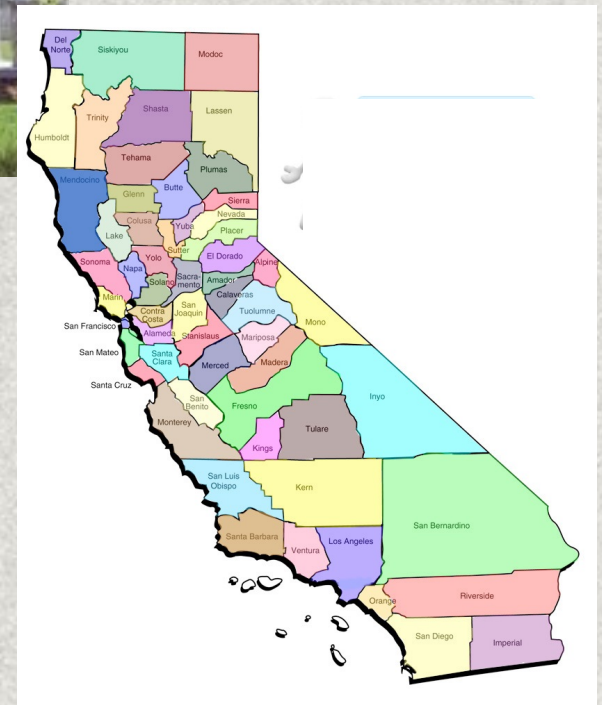 Del
Norte
Siskiyou
Modoc
Humboldt
Trinity
Shasta
Lassen
Tehama
Plumas
Mendocino
Glenn
Butte
Sierra
Nevada
Lake
Colusa
Yuba
Placer
Sutter
Sonoma
Napa
Yolo
El Dorado
Alpine
Solano
Sacra-
mento
Amador
Marin
Calaveras
Contra
Costa
San
Joaquin
Tuolumne
Mono
San Francisco
Alameda
Stanislaus
Mariposa
San Mateo
Santa
Clara
Merced
Madera
Santa Cruz
San
Benito
Fresno
Inyo
Monterey
Kings
Tulare
San Luis
Obispo
Kern
San Bernardino
Santa Barbara
Ventura
Los Angeles
Orange
Riverside
San Diego
Imperial